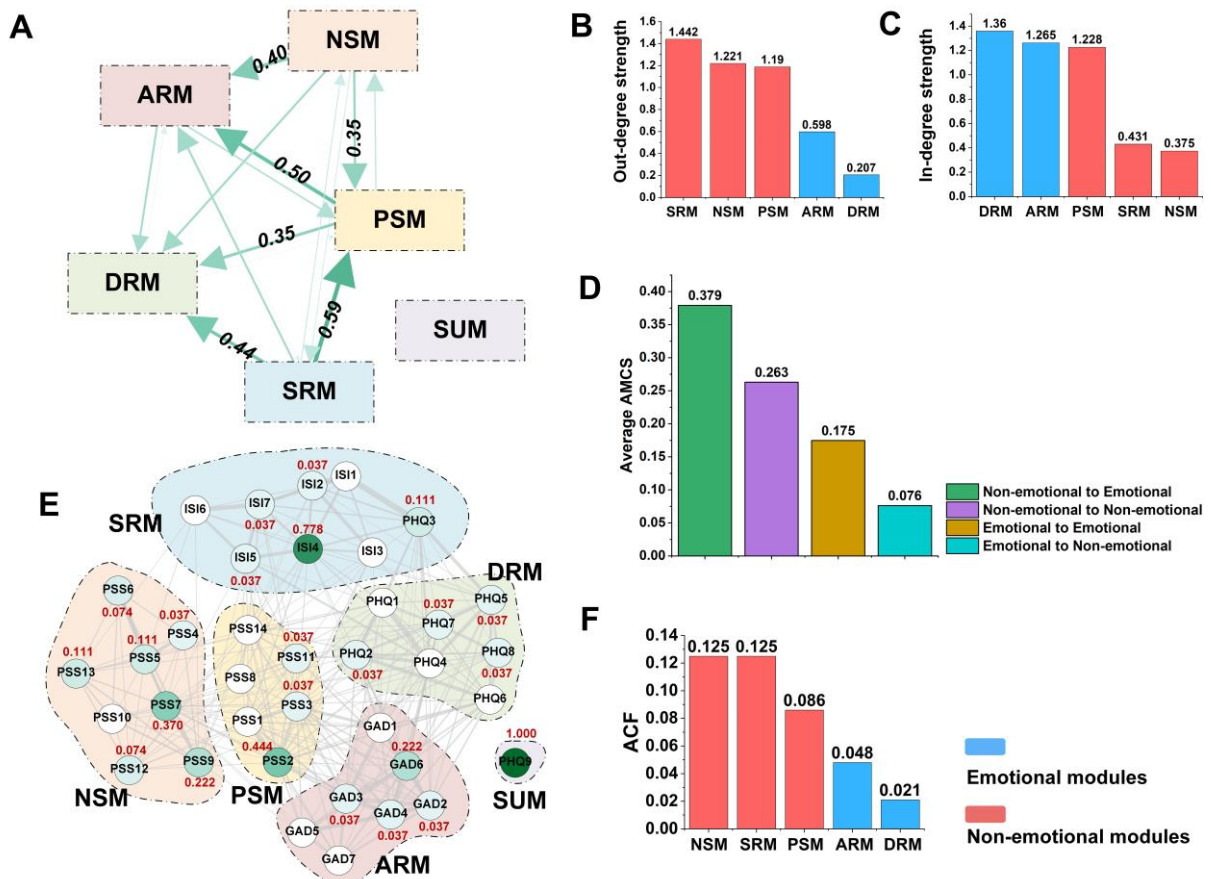 A
NSM
ARM
0.40
0.35
0.50
PSM
DRM
0.35
0.59
SUM
0.44
SRM
B
Out-degree strength
1.6
1.4
1.2
1.0
0.8
0.6
0.4
0.2
0.0
1.442
1.221
1.19
0.598
0.207
SRM NSM PSM ARM DRM
C
In-degree strength
1.4
1.2
1.0
0.8
0.6
0.4
0.2
0.0
1.36
1.265
1.228
0.431
0.375
DRM ARM PSM SRM NSM
D
Average AMCS
0.40
0.35
0.30
0.25
0.20
0.15
0.10
0.05
0.00
0.379
0.263
0.175
0.076
Non-emotional to Emotional
Non-emotional to Non-emotional
Emotional to Emotional
Emotional to Non-emotional
E
SRM
ISI6
ISI7
0.037
0.037
ISI2
ISI1
0.111
PHQ3
0.778
ISI4
ISI5
0.037
ISI3
DRM
PHQ1
0.037
PHQ7
PHQ5
0.037
PHQ2
0.037
PHQ4
PHQ8
0.037
PHQ6
PSS6
0.074
0.037
PSS4
0.111
PSS13
0.111
PSS5
PSS7
0.370
PSS10
0.074
PSS12
PSS9
0.222
NSM
PSS14
0.037
PSS11
PSS8
0.037
PSS3
PSS1
0.444
PSS2
PSM
GAD1
0.222
GAD6
GAD3
0.037
GAD4
0.037
GAD2
0.037
GAD5
GAD7
ARM
1.000
PHQ9
SUM
F
ACF
0.14
0.12
0.10
0.08
0.06
0.04
0.02
0.00
0.125
0.125
0.086
0.048
0.021
NSM SRM PSM ARM DRM
Emotional modules
Non-emotional modules